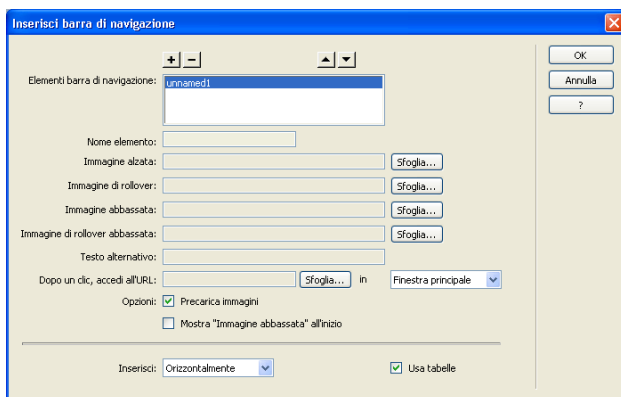 Inserisci barra di navigazione
OK
Elementi barra di navigazione: unnamed1
Annulla
?
Nome elemento:
Immagine alzata: Sfoglia...
Immagine di rollover: Sfoglia...
Immagine abbassata: Sfoglia...
Immagine di rollover abbassata: Sfoglia...
Testo alternativo:
Dopo un clic, accedi all'URL: Sfoglia... in Finestra principale
Opzioni: Precarica immagini
Mostra "Immagine abbassata" all'inizio
Inserisci: Orizzontalmente Usa tabelle